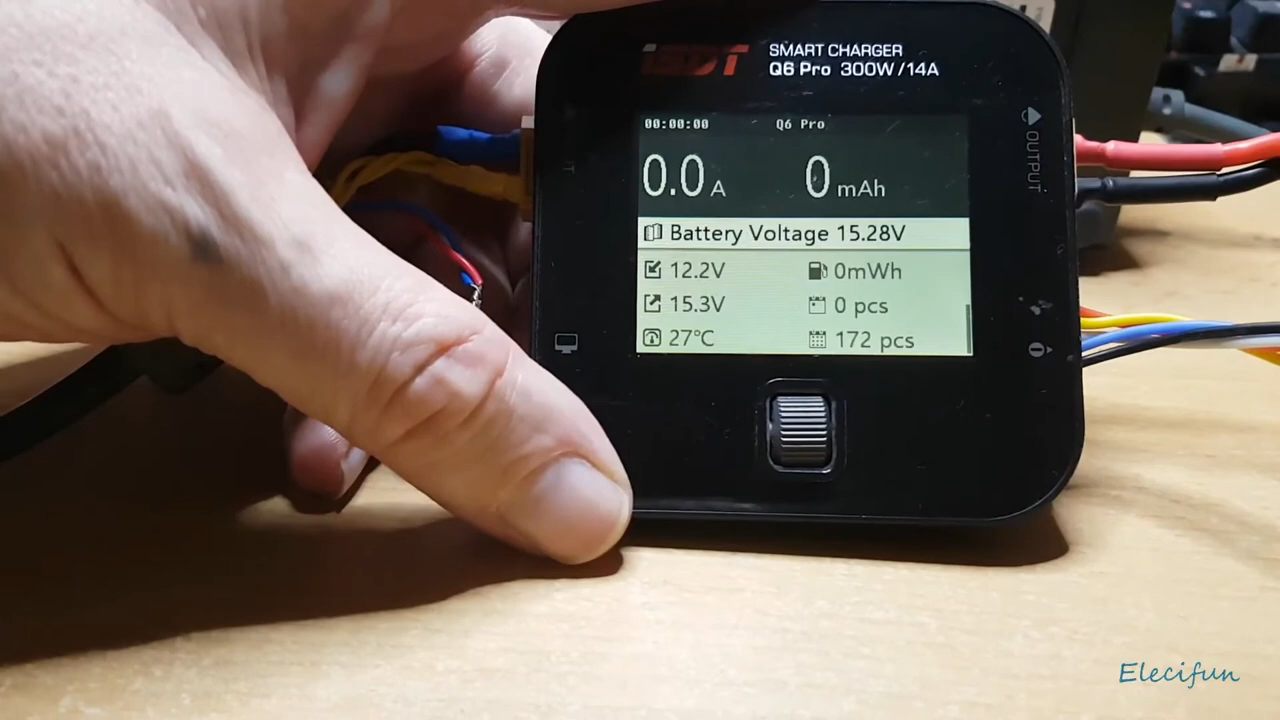 iSDT SMART CHARGER
Q6 Pro 300W/14A
00:00:00 Q6 Pro
0.0 A 0 mAh
Battery Voltage 15.28V
12.2V 0mWh
15.3V 0 pcs
27°C 172 pcs
OUTPUT
Elecifun